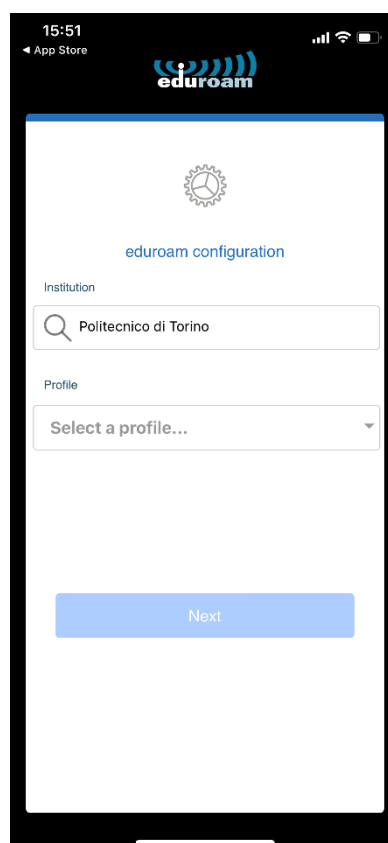 15:51
◀ App Store
eduroam
eduroam configuration
Institution
Politecnico di Torino
Profile
Select a profile...
Next